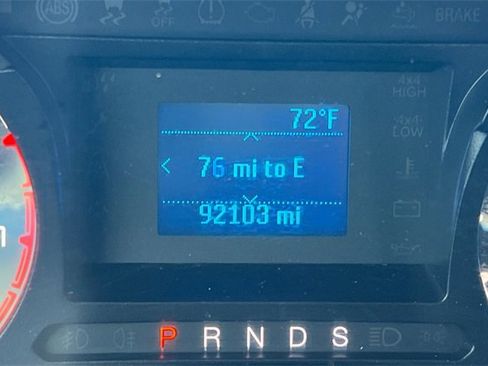 ABS
OFF
BRAKE
4x4
HIGH
4x4
LOW
72°F
76 mi to E
92103 mi
P R N D S